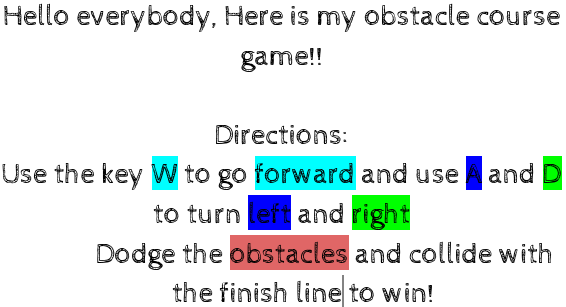 Hello everybody, Here is my obstacle course
game!!
Directions:
Use the key W to go forward and use A and D
to turn left and right
Dodge the obstacles and collide with
the finish line to win!